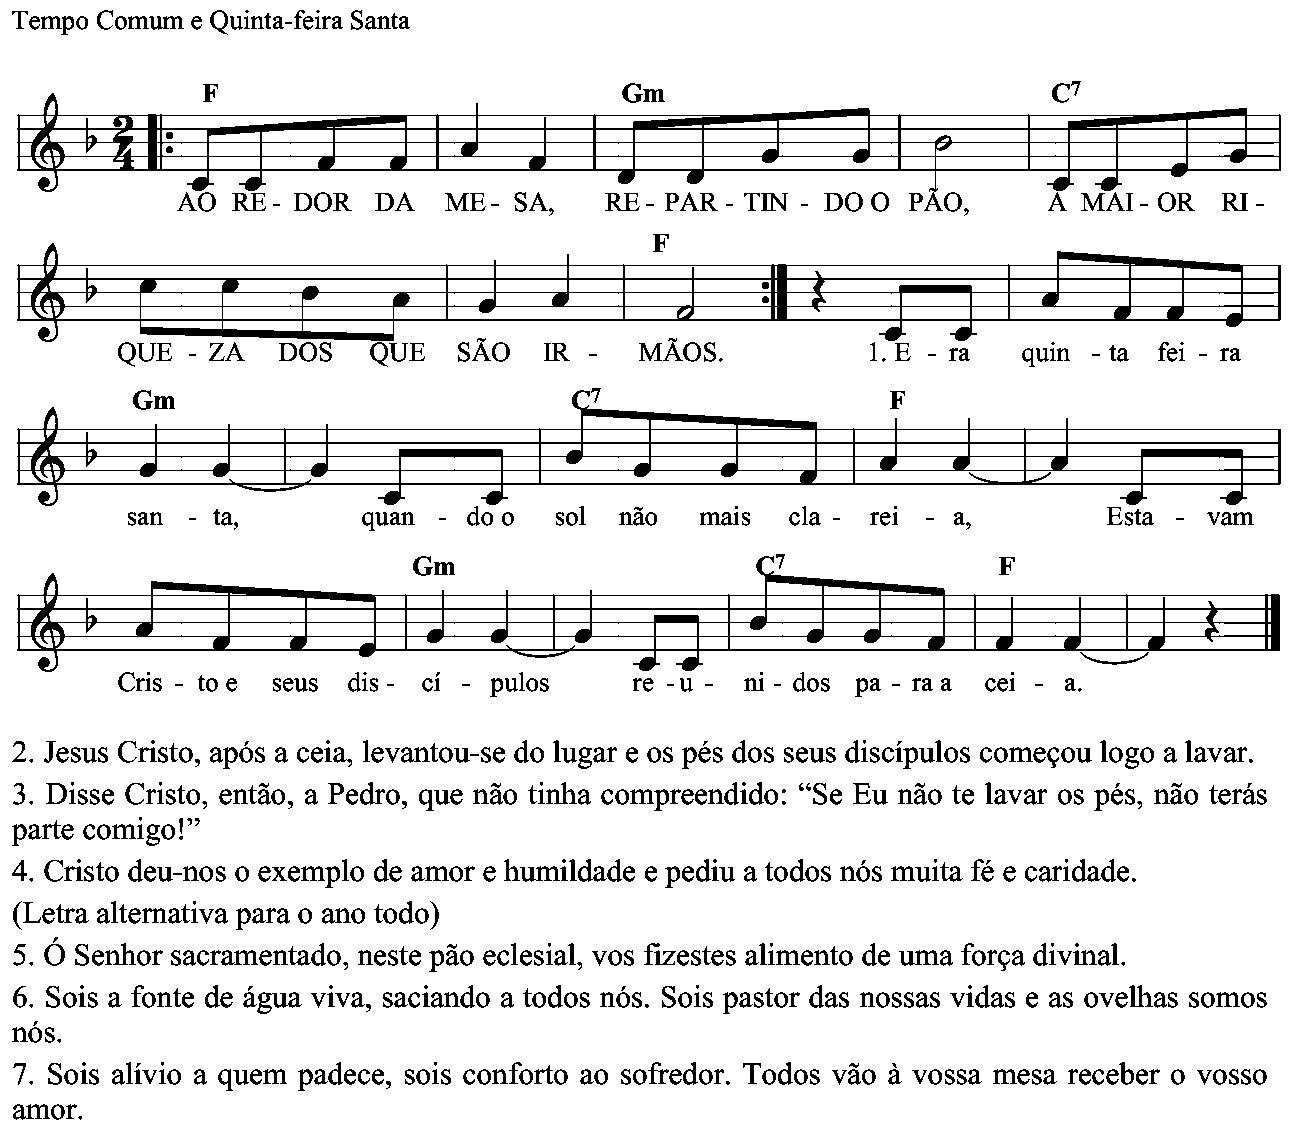 Tempo Comum e Quinta-feira Santa
F Gm C7
2/4
AO RE - DOR DA ME - SA, RE - PAR - TIN - DO O PÃO, A MAI - OR RI -
F
QUE - ZA DOS QUE SÃO IR - MÃOS. 1. E - ra quin - ta fei - ra
Gm C7 F
san - ta, quan - do o sol não mais cla - rei - a, Esta - vam
Gm C7 F
Cris - to e seus dis - cí - pulos re - u - ni - dos pa - ra a cei - a.
2. Jesus Cristo, após a ceia, levantou-se do lugar e os pés dos seus discípulos começou logo a lavar.
3. Disse Cristo, então, a Pedro, que não tinha compreendido: “Se Eu não te lavar os pés, não terás
parte comigo!”
4. Cristo deu-nos o exemplo de amor e humildade e pediu a todos nós muita fé e caridade.
(Letra alternativa para o ano todo)
5. Ó Senhor sacramentado, neste pão eclesial, vos fizestes alimento de uma força divinal.
6. Sois a fonte de água viva, saciando a todos nós. Sois pastor das nossas vidas e as ovelhas somos
nós.
7. Sois alívio a quem padece, sois conforto ao sofredor. Todos vão à vossa mesa receber o vosso
amor.